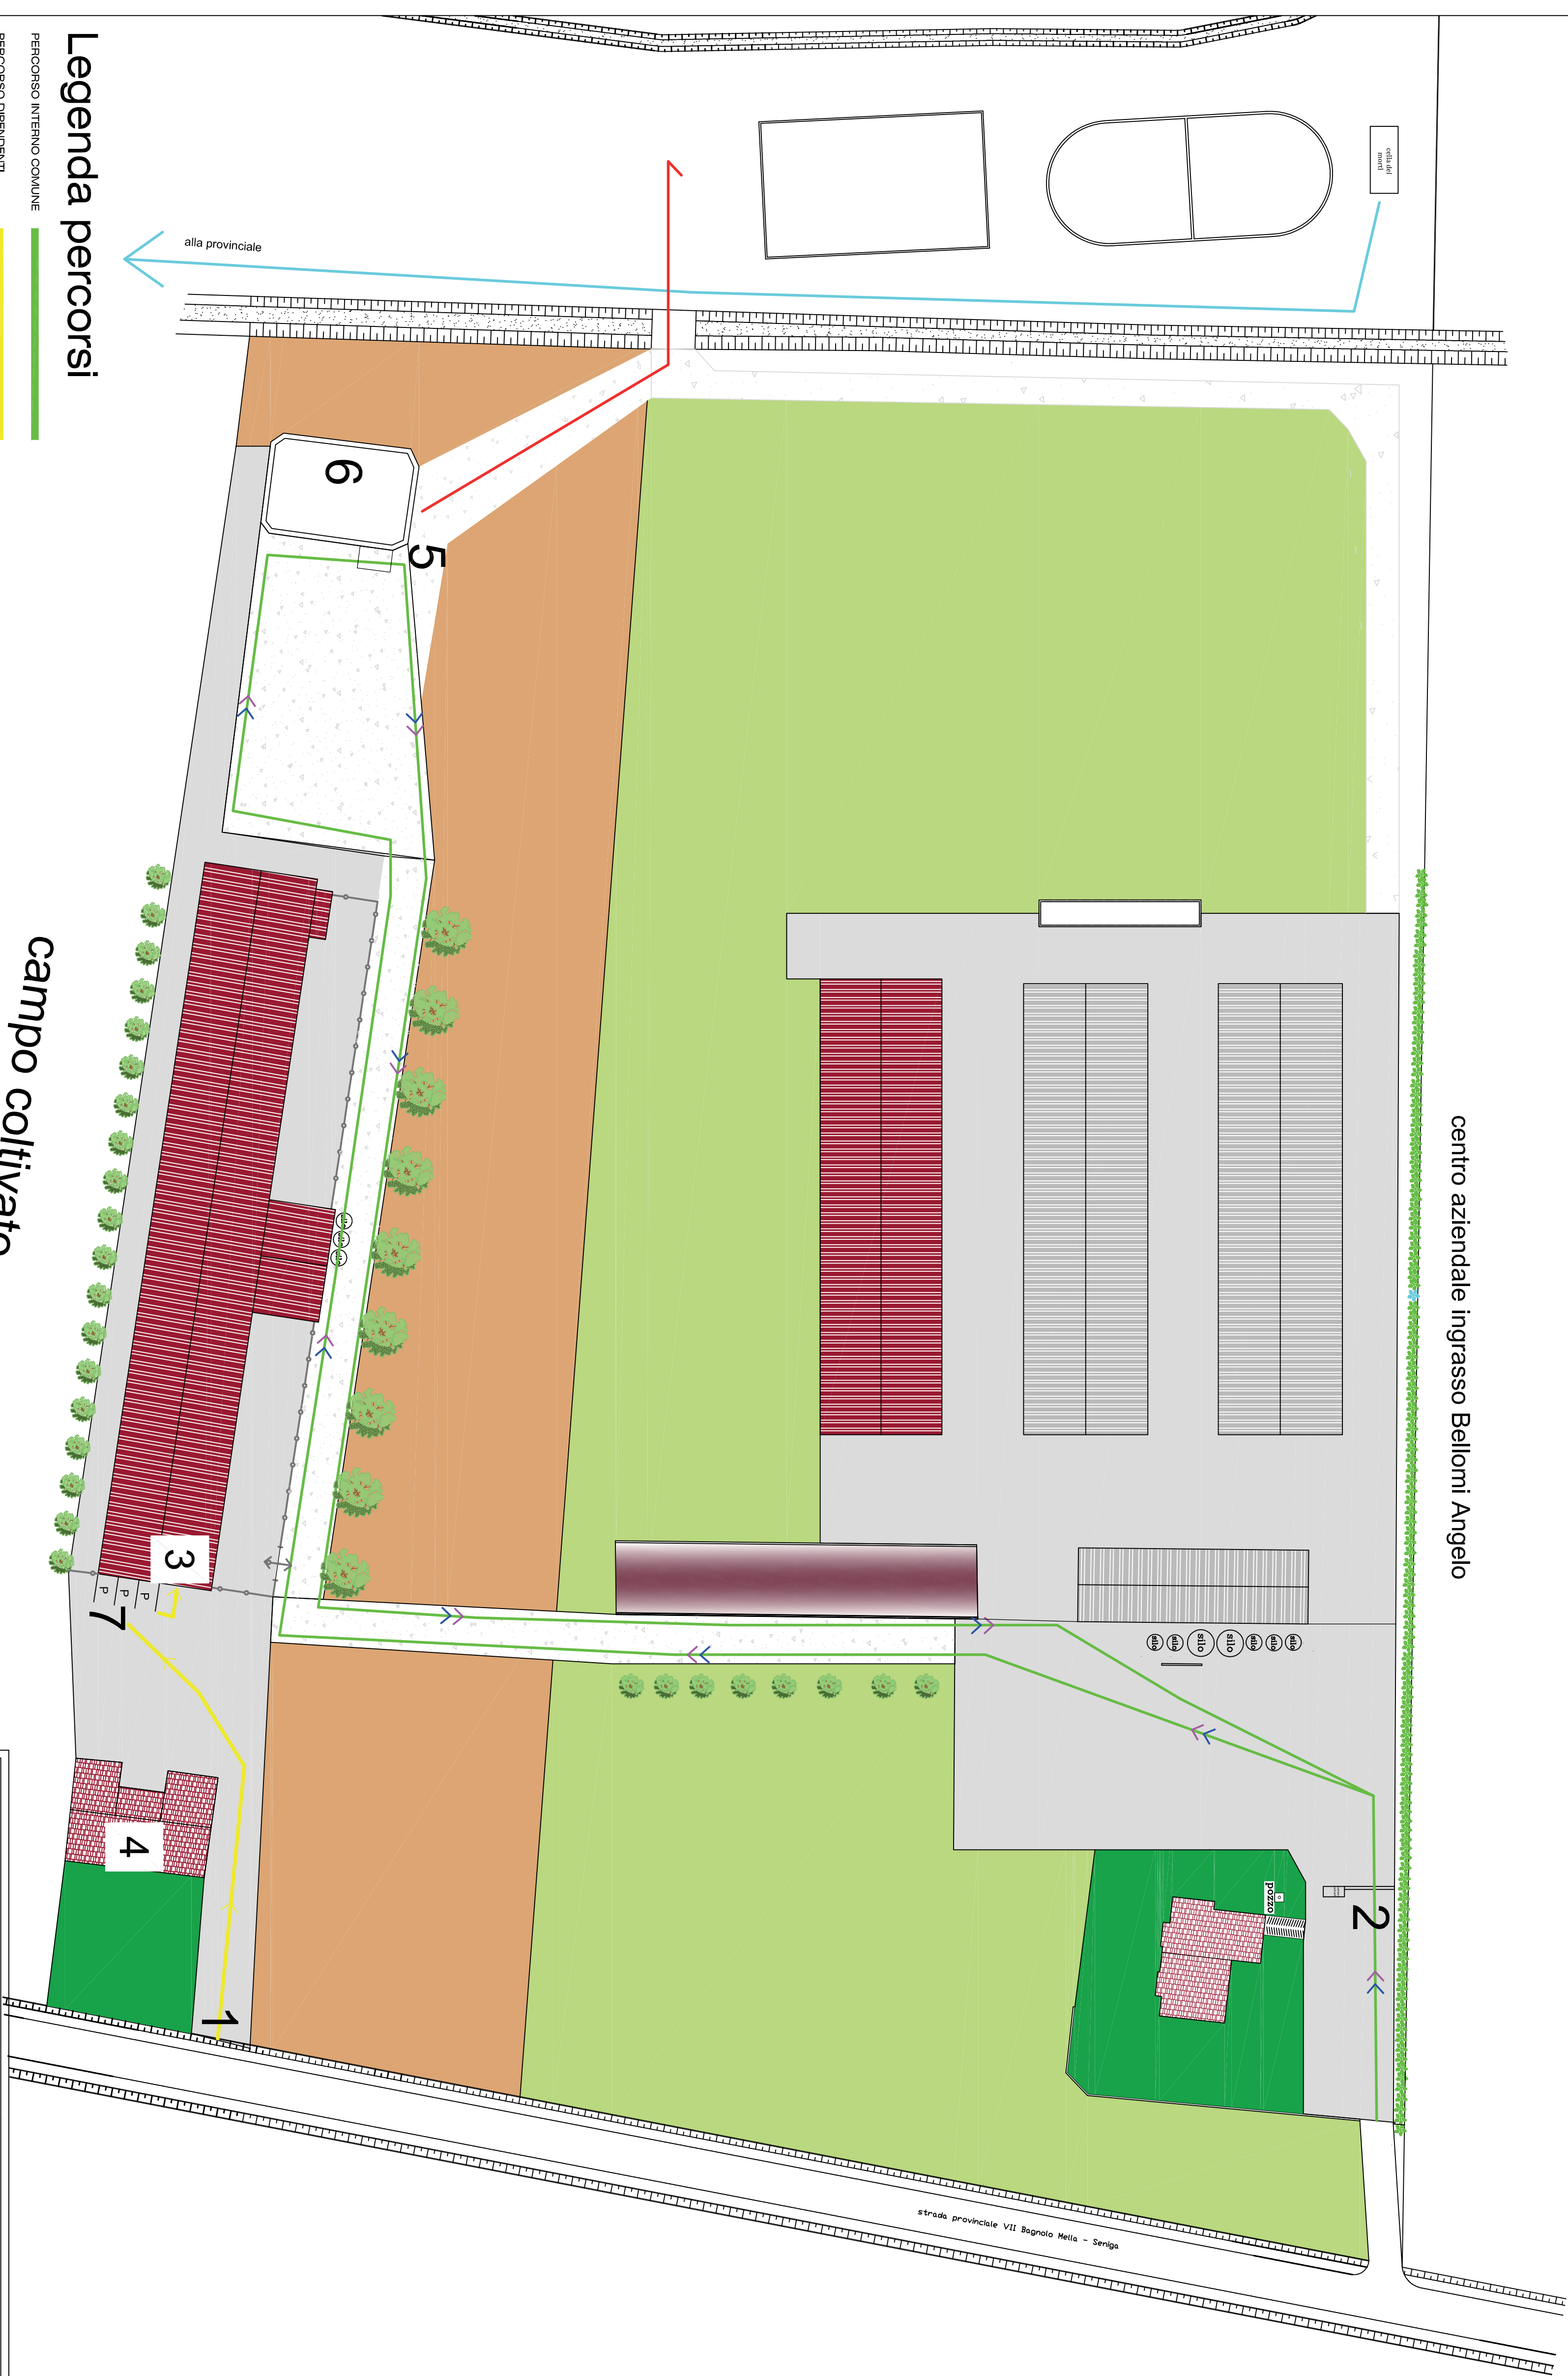 Legenda percorsi
PERCORSO INTERNO COMUNE
PERCORSO DIPENDENTI
alla provinciale
cella dei
morti
centro aziendale ingrasso Bellomi Angelo
campo coltivato
6
5
silo
silo
silo
silo
silo
silo
silo
3
P
P
P
7
4
pozzo
2
1
strada provinciale VII Bagnolo Mella - Seniga